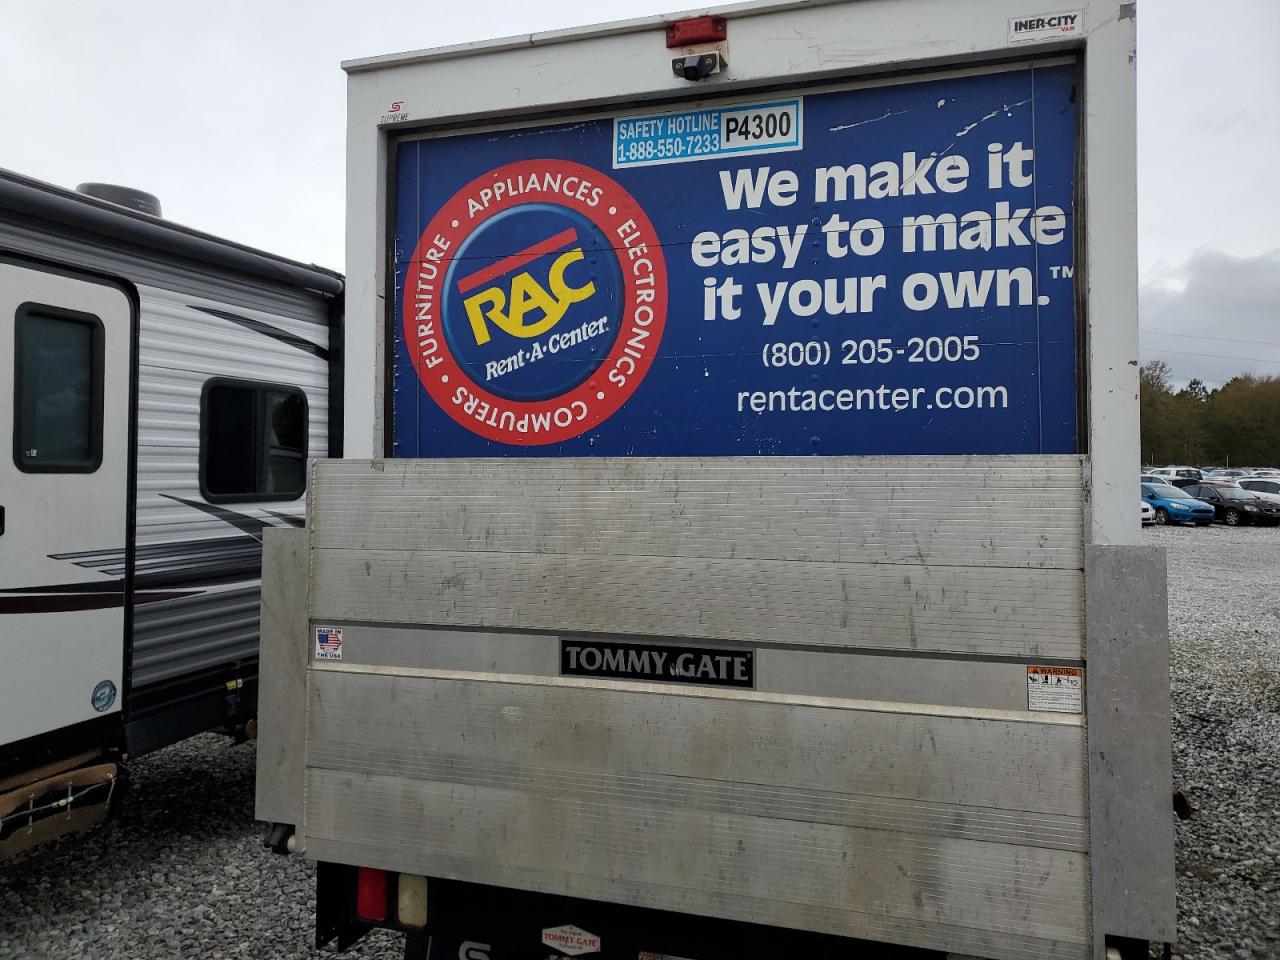 INER-CITY
VAN
SUPREME
SAFETY HOTLINE
1-888-550-7233
P4300
FURNITURE • APPLIANCES • ELECTRONICS • COMPUTERS •
RAC
Rent-A-Center.
We make it
easy to make
it your own.™
(800) 205-2005
rentacenter.com
MADE IN
THE USA
TOMMY GATE
WARNING
TOMMY GATE